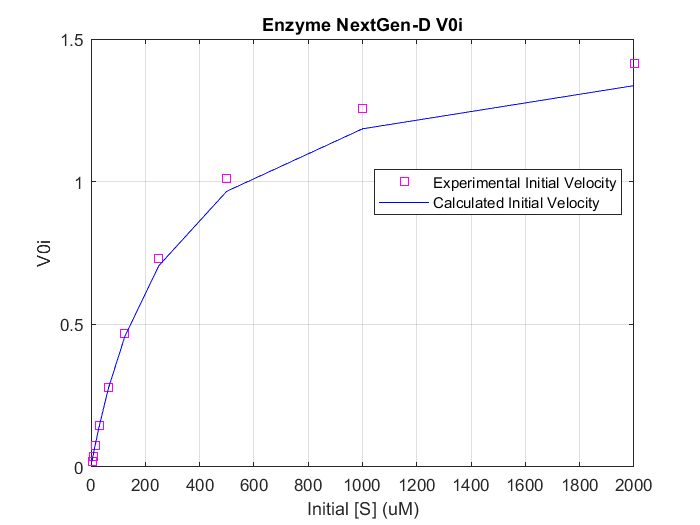 Enzyme NextGen-D V0i
1.5
1
0.5
0
V0i
Experimental Initial Velocity
Calculated Initial Velocity
0 200 400 600 800 1000 1200 1400 1600 1800 2000
Initial [S] (uM)